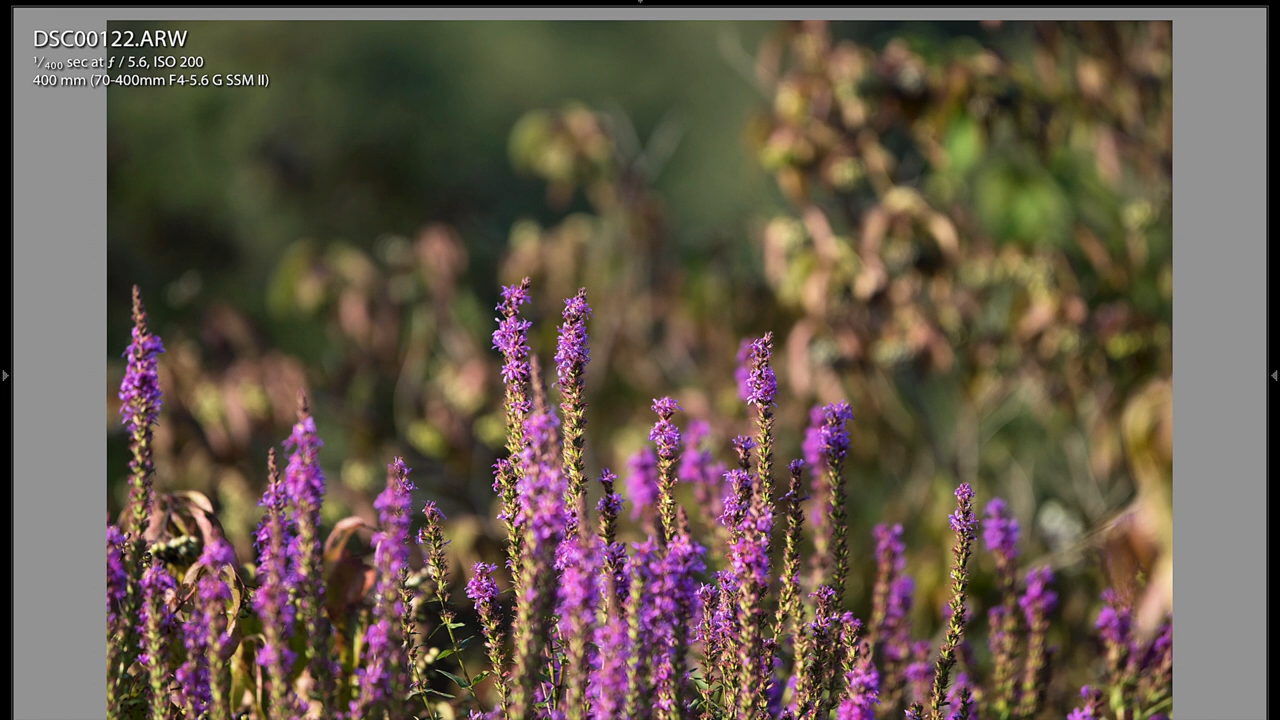 DSC00122.ARW
1/400 sec at ƒ / 5.6, ISO 200
400 mm (70-400mm F4-5.6 G SSM II)